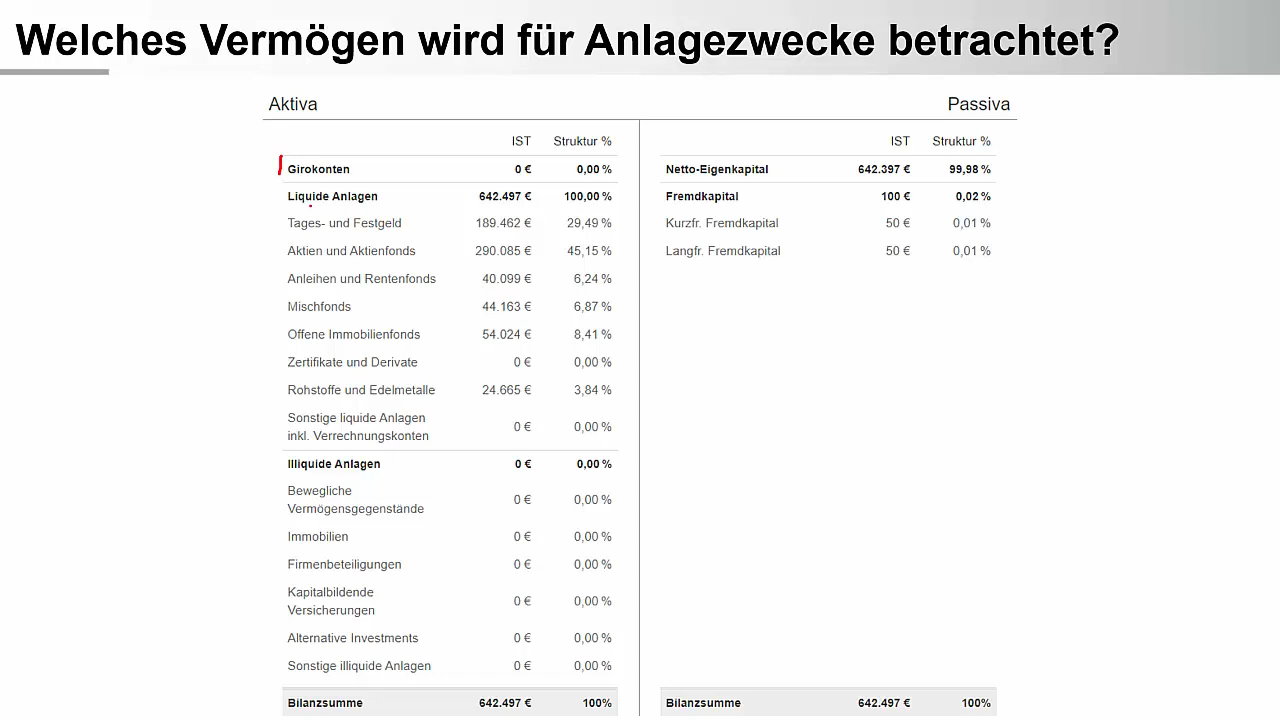 Welches Vermögen wird für Anlagezwecke betrachtet?
Aktiva
IST Struktur %
Girokonten 0 € 0,00 %
Liquide Anlagen 642.497 € 100,00 %
Tages- und Festgeld 189.462 € 29,49 %
Aktien und Aktienfonds 290.085 € 45,15 %
Anleihen und Rentenfonds 40.099 € 6,24 %
Mischfonds 44.163 € 6,87 %
Offene Immobilienfonds 54.024 € 8,41 %
Zertifikate und Derivate 0 € 0,00 %
Rohstoffe und Edelmetalle 24.665 € 3,84 %
Sonstige liquide Anlagen
inkl. Verrechnungskonten 0 € 0,00 %
Illiquide Anlagen 0 € 0,00 %
Bewegliche
Vermögensgegenstände 0 € 0,00 %
Immobilien 0 € 0,00 %
Firmenbeteiligungen 0 € 0,00 %
Kapitalbildende
Versicherungen 0 € 0,00 %
Alternative Investments 0 € 0,00 %
Sonstige illiquide Anlagen 0 € 0,00 %
Bilanzsumme 642.497 € 100%
Passiva
IST Struktur %
Netto-Eigenkapital 642.397 € 99,98 %
Fremdkapital 100 € 0,02 %
Kurzfr. Fremdkapital 50 € 0,01 %
Langfr. Fremdkapital 50 € 0,01 %
Bilanzsumme 642.497 € 100%